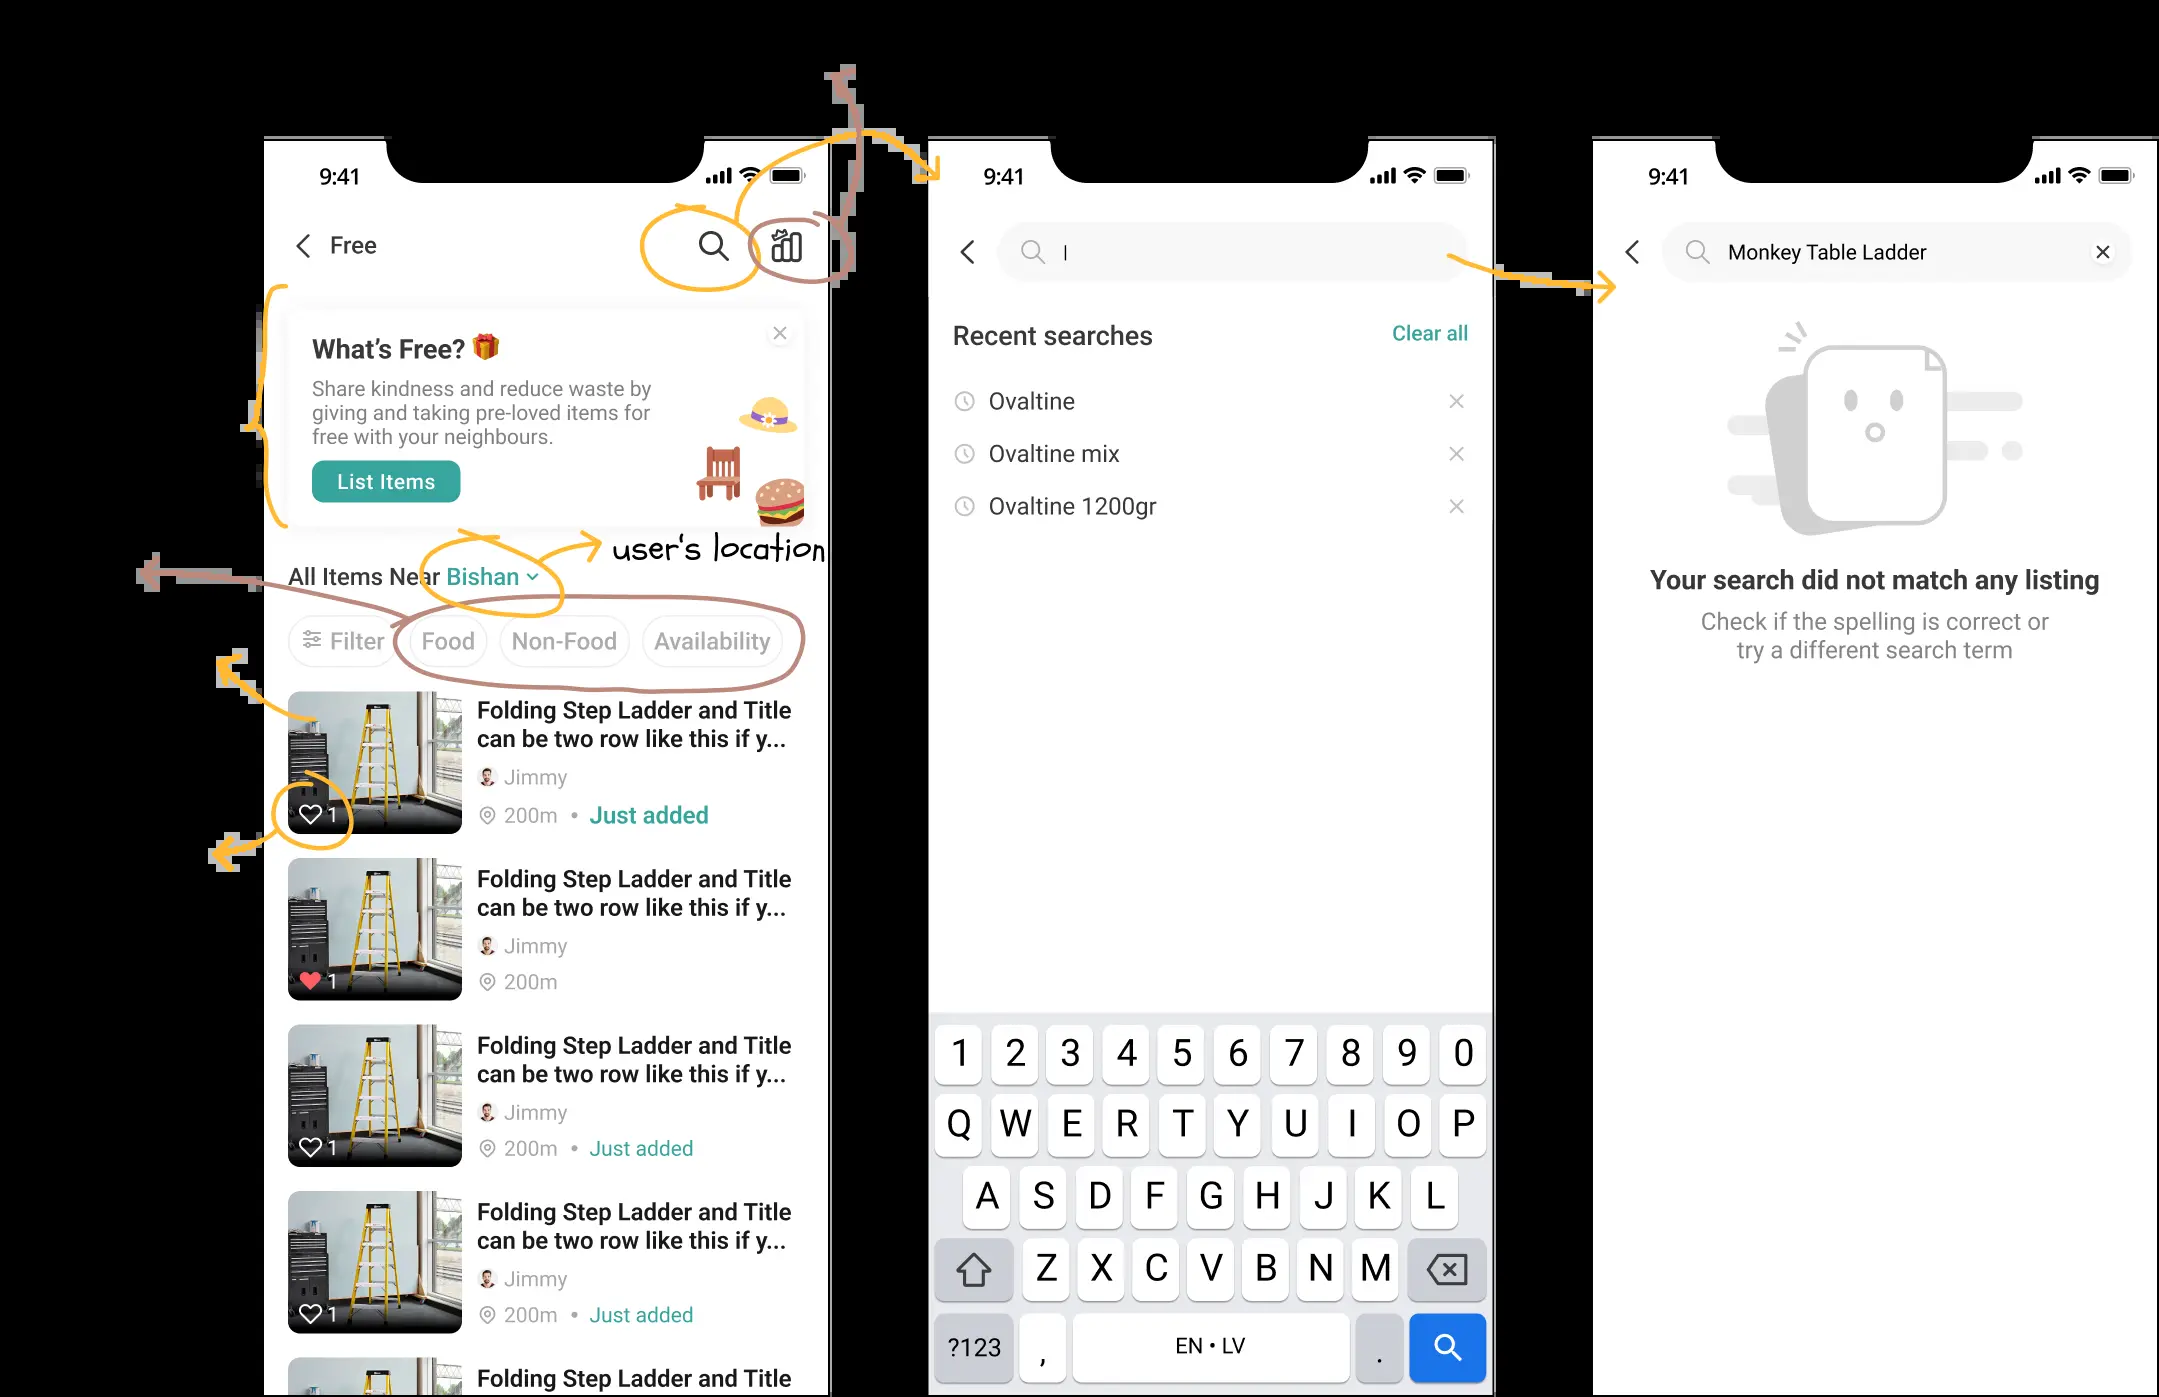 9:41
Free
What's Free?
Share kindness and reduce waste by
giving and taking pre-loved items for
free with your neighbours.
List Items
user's location
All Items Near Bishan
Filter Food Non-Food Availability
Folding Step Ladder and Title
can be two row like this if y...
Jimmy
1 200m • Just added
Folding Step Ladder and Title
can be two row like this if y...
Jimmy
1 200m
Folding Step Ladder and Title
can be two row like this if y...
Jimmy
1 200m • Just added
Folding Step Ladder and Title
can be two row like this if y...
Jimmy
1 200m • Just added
Folding Step Ladder and Title
9:41
Recent searches Clear all
Ovaltine
Ovaltine mix
Ovaltine 1200gr
1 2 3 4 5 6 7 8 9 0
Q W E R T Y U I O P
A S D F G H J K L
Z X C V B N M
?123 , EN • LV .
9:41
Monkey Table Ladder
Your search did not match any listing
Check if the spelling is correct or
try a different search term